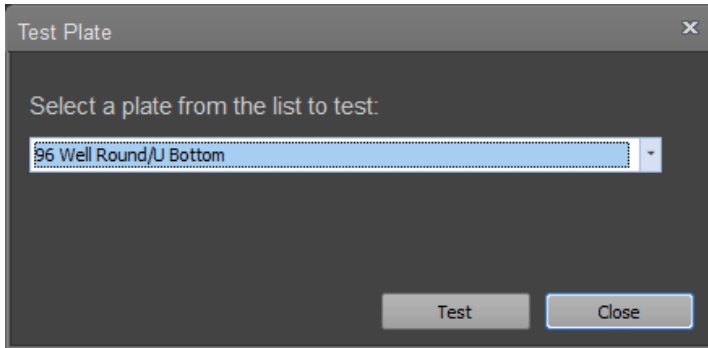 Test Plate
Select a plate from the list to test:
96 Well Round/U Bottom
Test
Close